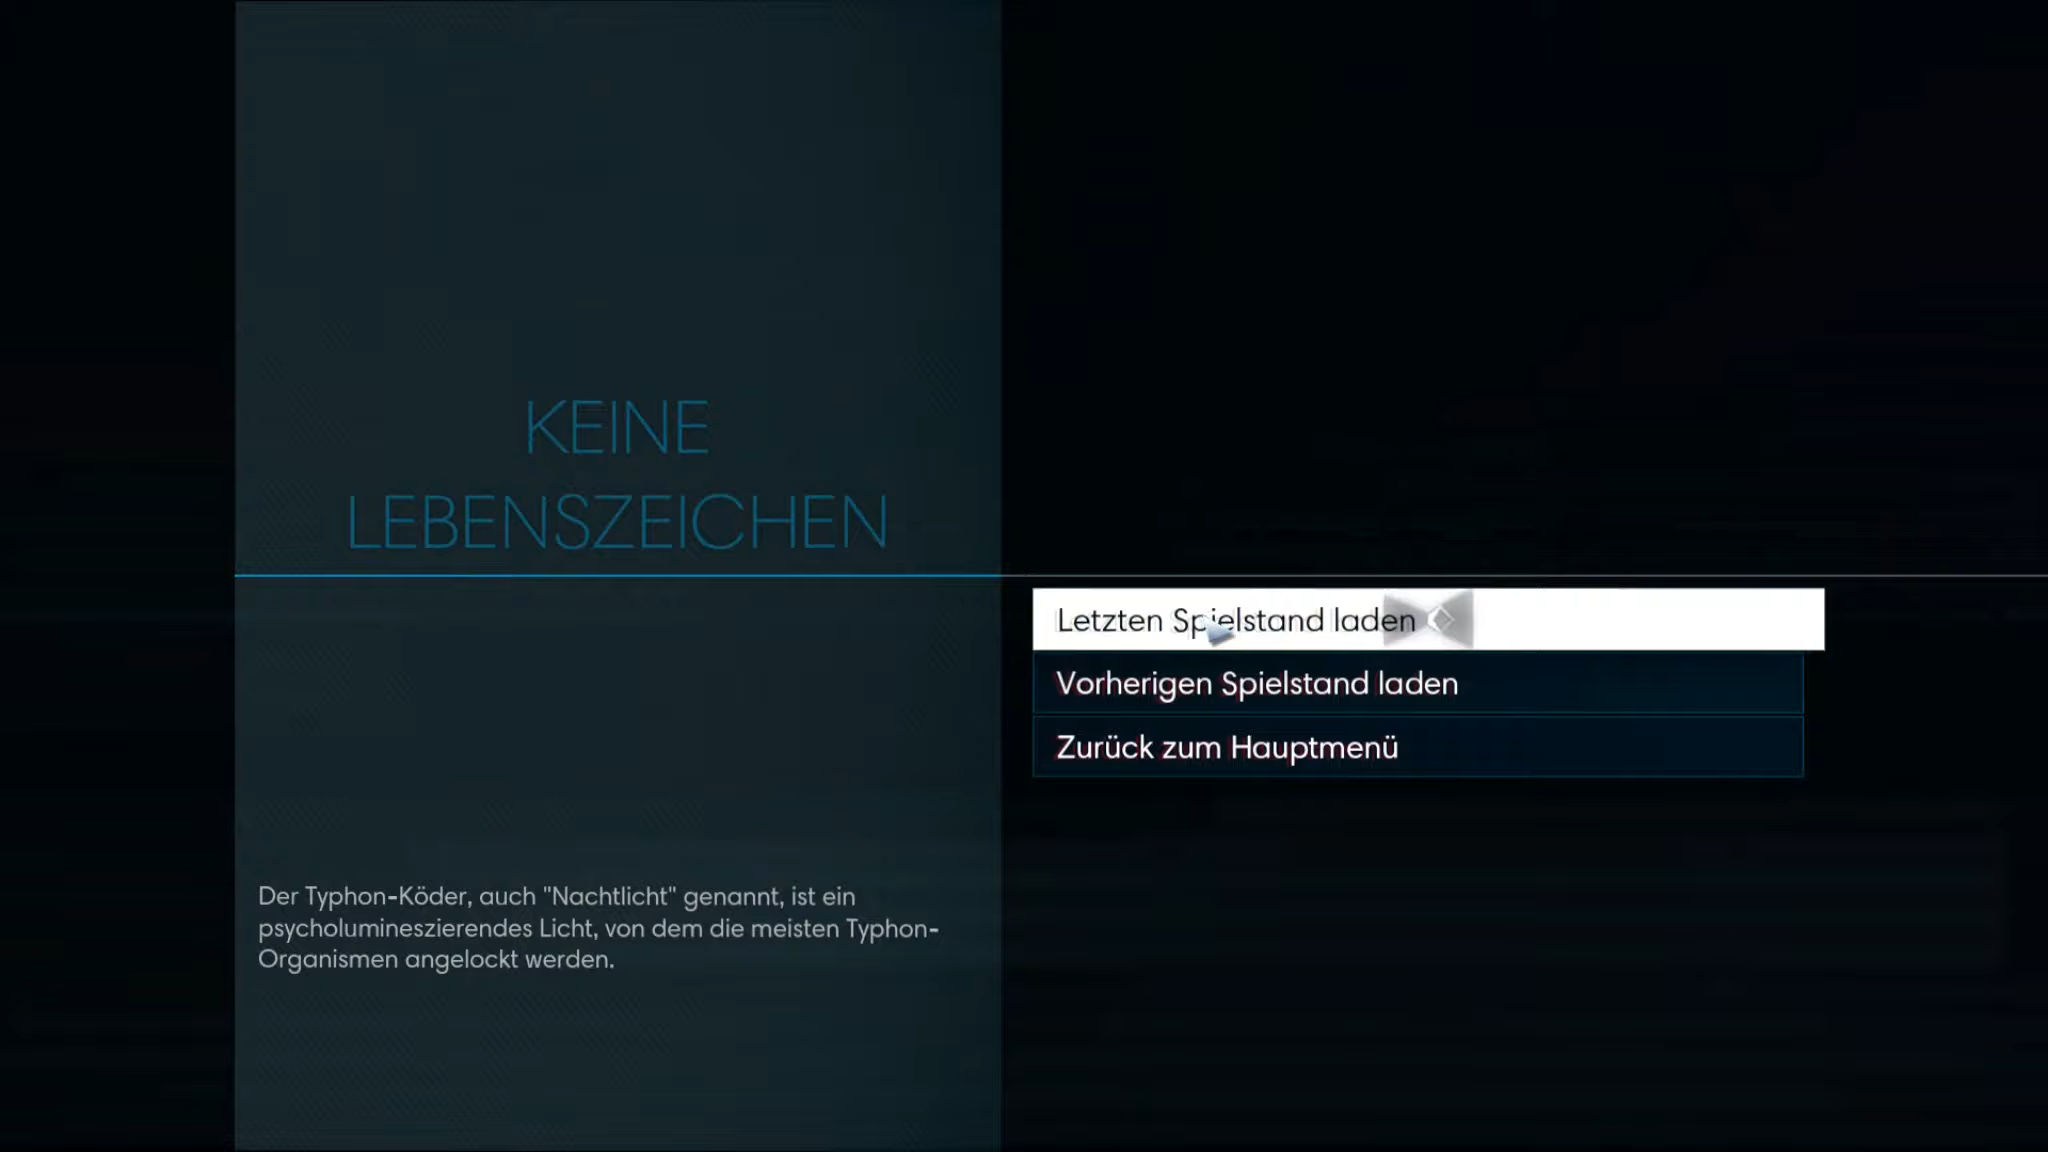 KEINE
LEBENSZEICHEN
Letzten Spielstand laden
Vorherigen Spielstand laden
Zurück zum Hauptmenü
Der Typhon-Köder, auch "Nachtlicht" genannt, ist ein
psycholumineszierendes Licht, von dem die meisten Typhon-
Organismen angelockt werden.